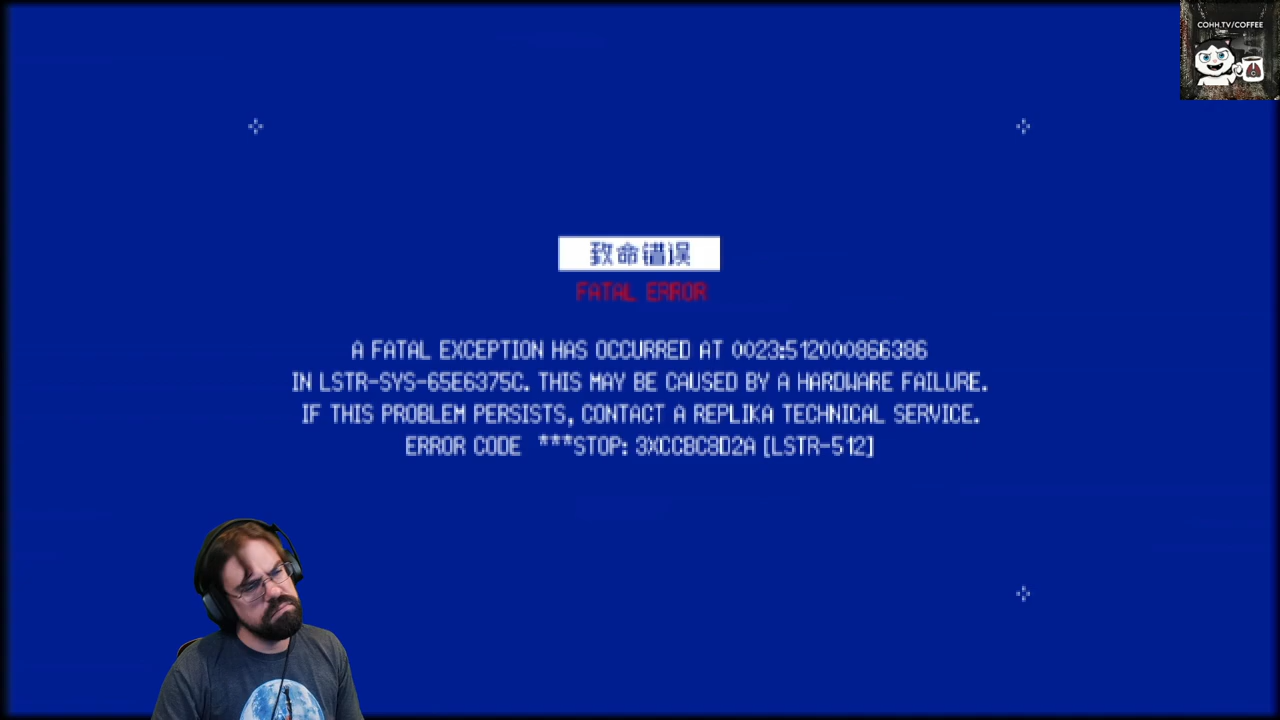 COHH.TV/COFFEE
致命错误
FATAL ERROR
A FATAL EXCEPTION HAS OCCURRED AT 0023:512000866386
IN LSTR-SYS-65E6375C. THIS MAY BE CAUSED BY A HARDWARE FAILURE.
IF THIS PROBLEM PERSISTS, CONTACT A REPLIKA TECHNICAL SERVICE.
ERROR CODE ***STOP: 3XCCBC8D2A [LSTR-512]